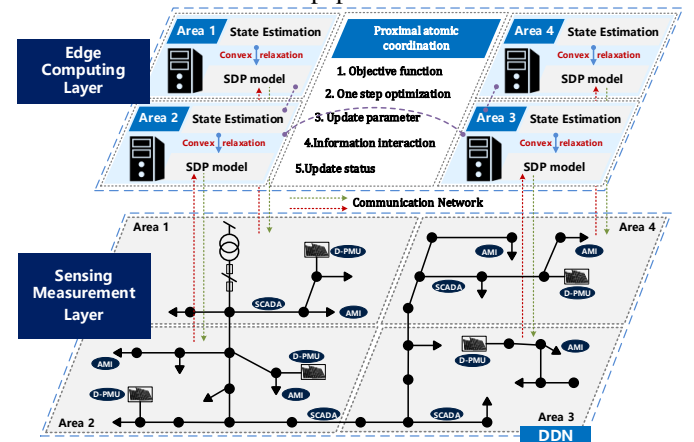 Edge
Computing
Layer
Area 1
State Estimation
Convex relaxation
SDP model
Area 2
State Estimation
Convex relaxation
SDP model
Proximal atomic
coordination
1. Objective function
2. One step optimization
3. Update parameter
4.Information interaction
5.Update status
Area 4
State Estimation
Convex relaxation
SDP model
Area 3
State Estimation
Convex relaxation
SDP model
Communication Network
Sensing
Measurement
Layer
Area 1
D-PMU
SCADA
AMI
Area 4
AMI
AMI
SCADA
D-PMU
AMI
D-PMU
D-PMU
AMI
SCADA
Area 2
D-PMU
AMI
SCADA
Area 3
DDN